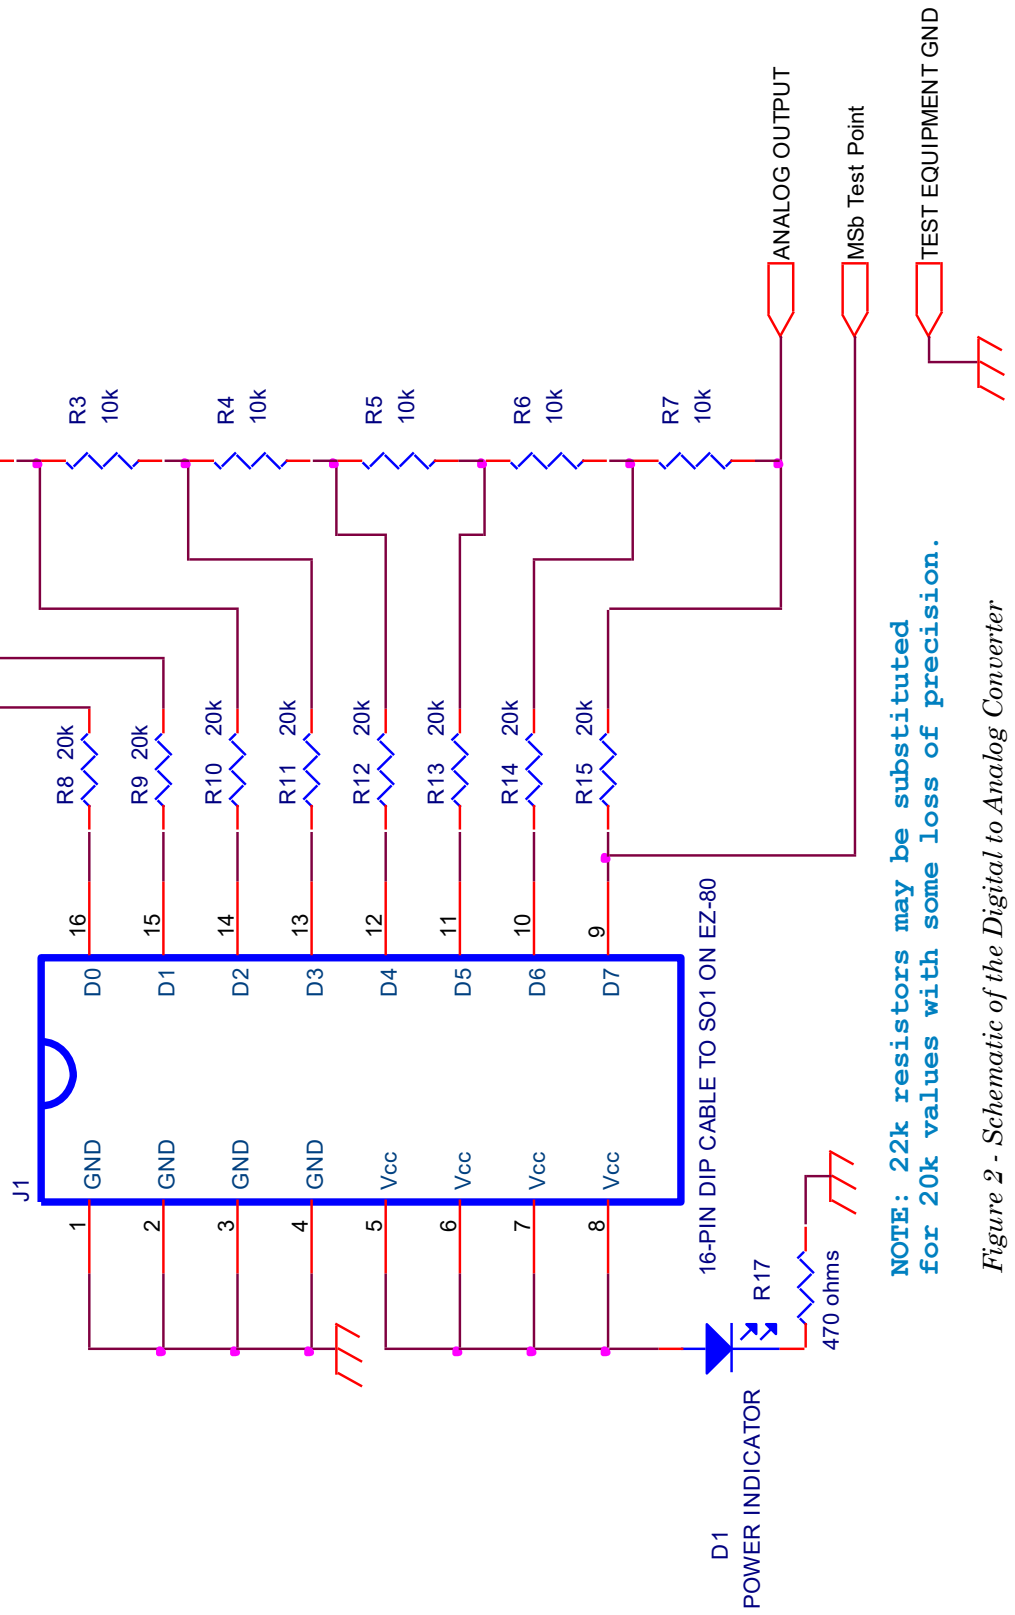 J1
1
2
3
4
5
6
7
8
GND
GND
GND
GND
Vcc
Vcc
Vcc
Vcc
D0
D1
D2
D3
D4
D5
D6
D7
16
15
14
13
12
11
10
9
R8 20k
R9 20k
R10 20k
R11 20k
R12 20k
R13 20k
R14 20k
R15 20k
R3
10k
R4
10k
R5
10k
R6
10k
R7
10k
16-PIN DIP CABLE TO SO1 ON EZ-80
D1
POWER INDICATOR
R17
470 ohms
ANALOG OUTPUT
MSb Test Point
TEST EQUIPMENT GND
NOTE: 22k resistors may be substituted
for 20k values with some loss of precision.
Figure 2 - Schematic of the Digital to Analog Converter